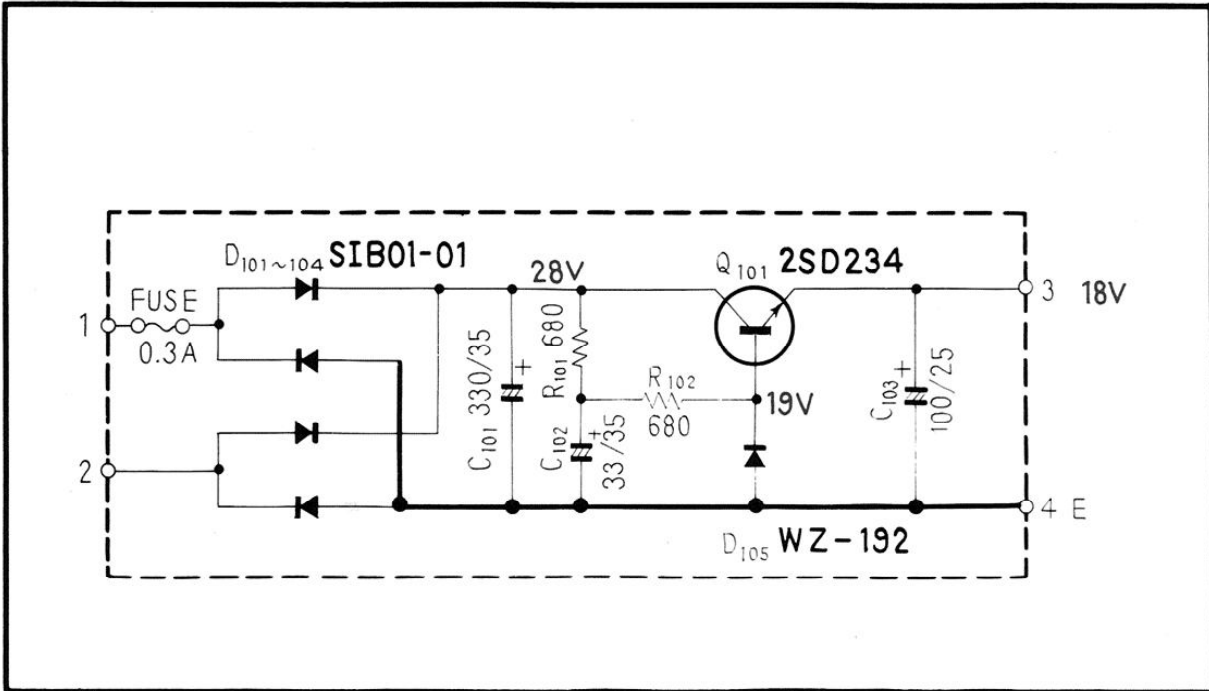 D101~104 SIB01-01
FUSE
0.3A
1
2
28V
R101 680
C101 330/35
C102 33/35
R102
680
Q101 2SD234
19V
D105 WZ-192
C103 100/25
3 18V
4 E
+
+
+